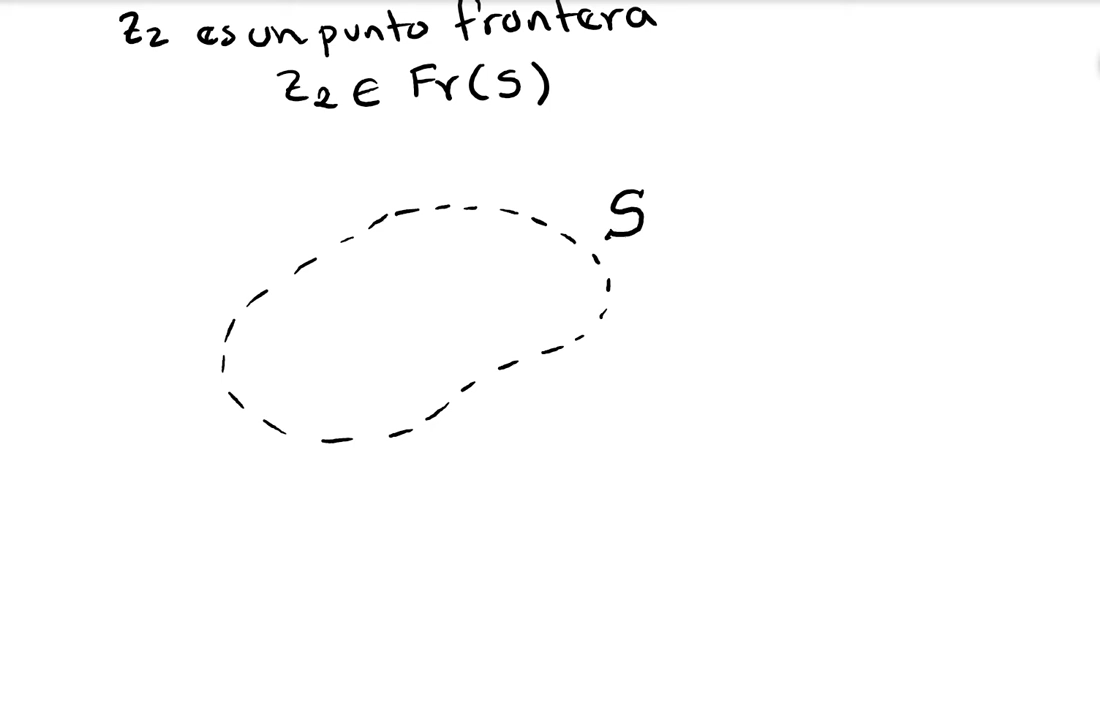 z₂ es un punto frontera
z₂ ∈ Fr(S)
S